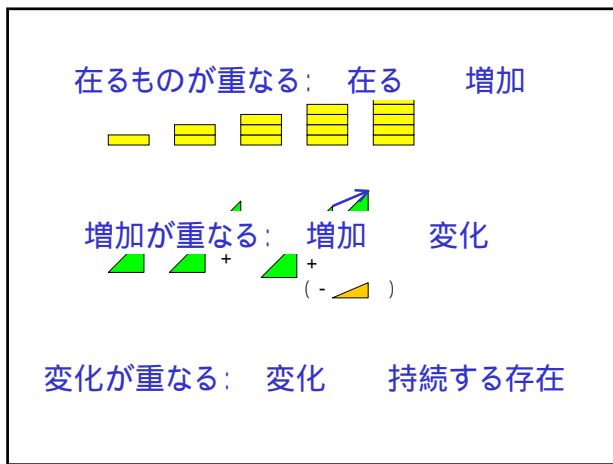 在るものが重なる： 在る 増加
増加が重なる： 増加 変化
+ +
( - )
変化が重なる： 変化 持続する存在